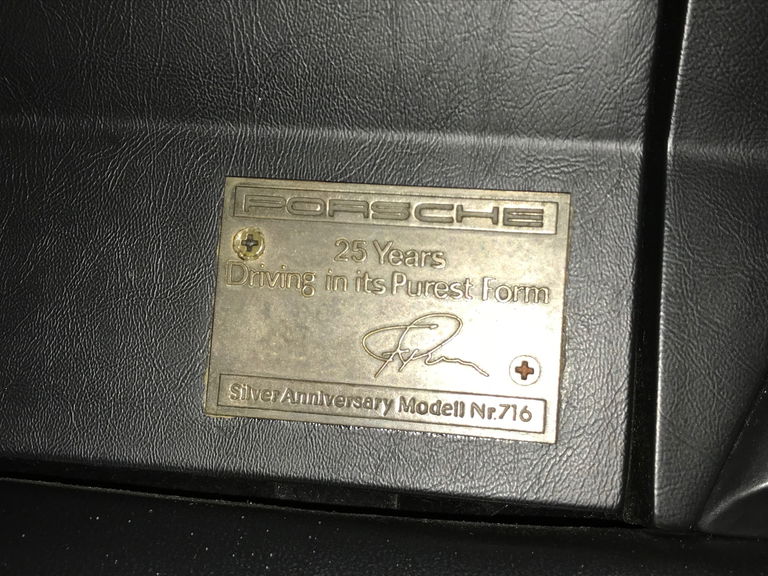 PORSCHE
25 Years
Driving in its Purest Form
Silver Anniversary Modell Nr.716